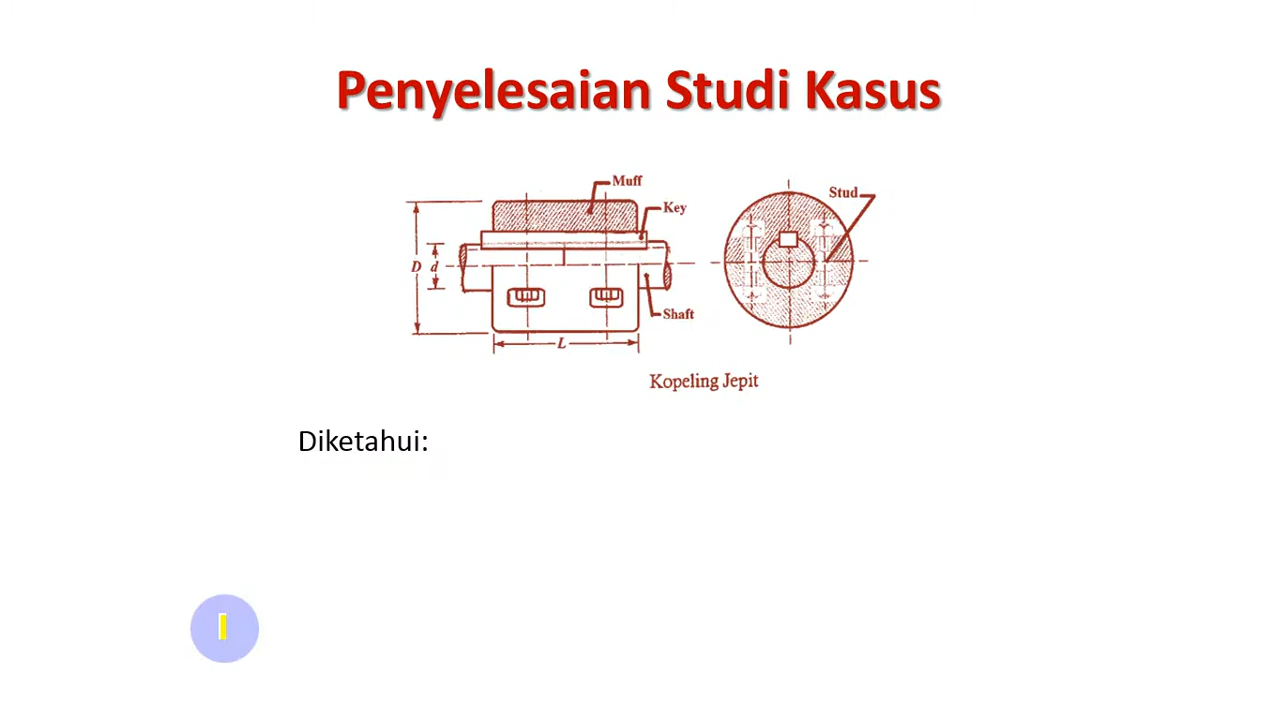 Penyelesaian Studi Kasus
Muff
Key
Stud
D
d
Shaft
L
Kopeling Jepit
Diketahui: